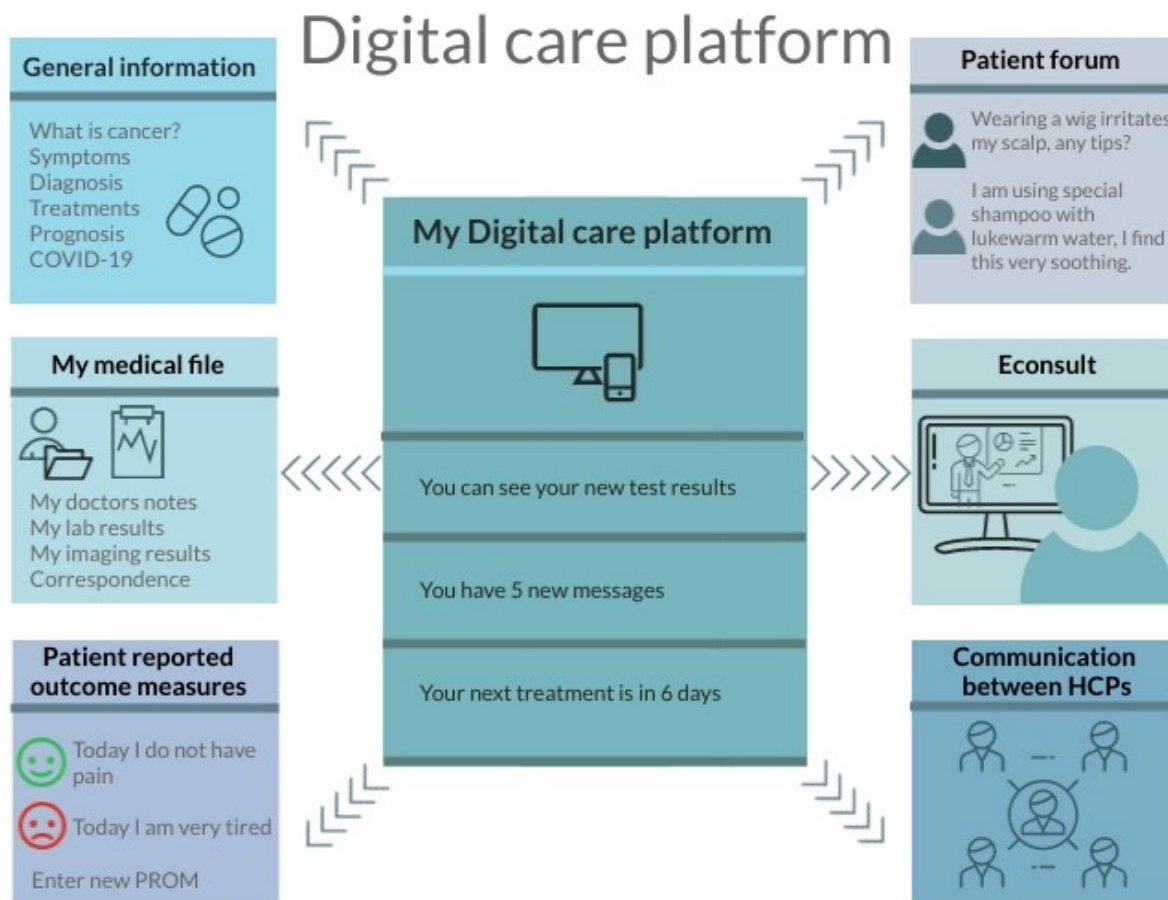 Digital care platform
General information
What is cancer?
Symptoms
Diagnosis
Treatments
Prognosis
COVID-19
My medical file
My doctors notes
My lab results
My imaging results
Correspondence
Patient reported
outcome measures
Today I do not have
pain
Today I am very tired
Enter new PROM
My Digital care platform
You can see your new test results
You have 5 new messages
Your next treatment is in 6 days
Patient forum
Wearing a wig irritates
my scalp, any tips?
I am using special
shampoo with
lukewarm water, I find
this very soothing.
Econsult
Communication
between HCPs